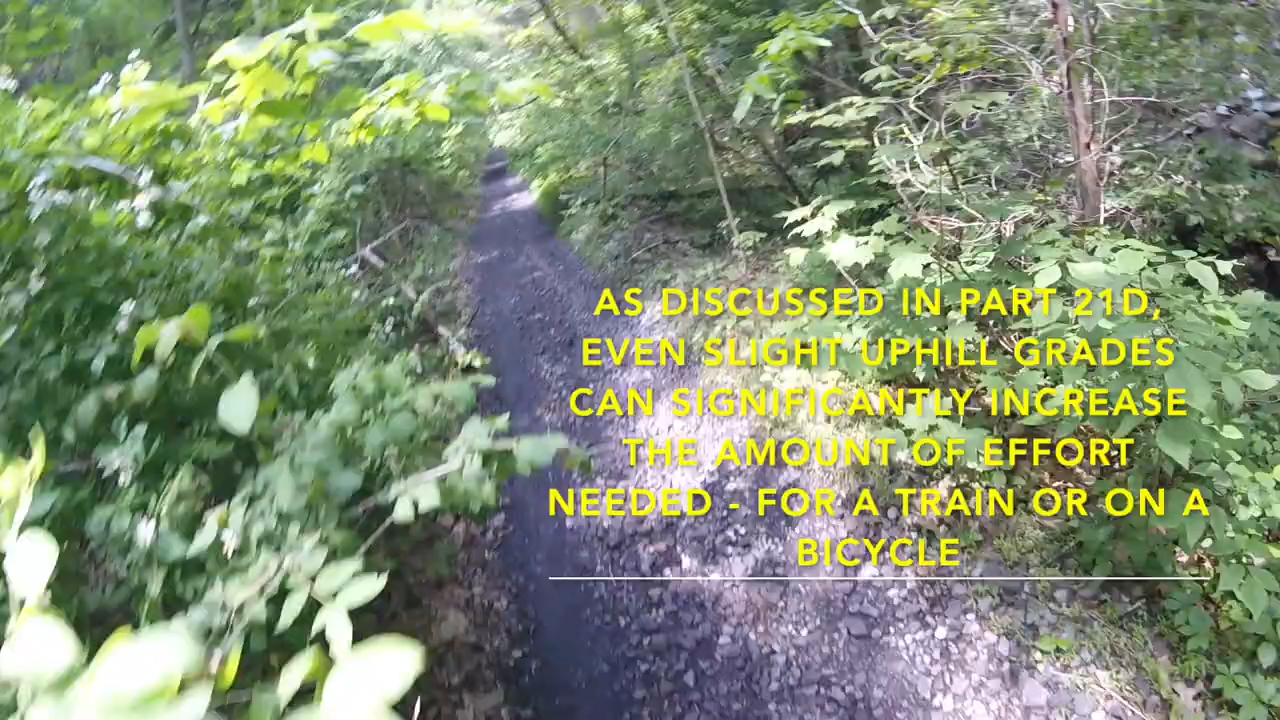 AS DISCUSSED IN PART 21D,
EVEN SLIGHT UPHILL GRADES
CAN SIGNIFICANTLY INCREASE
THE AMOUNT OF EFFORT
NEEDED - FOR A TRAIN OR ON A
BICYCLE